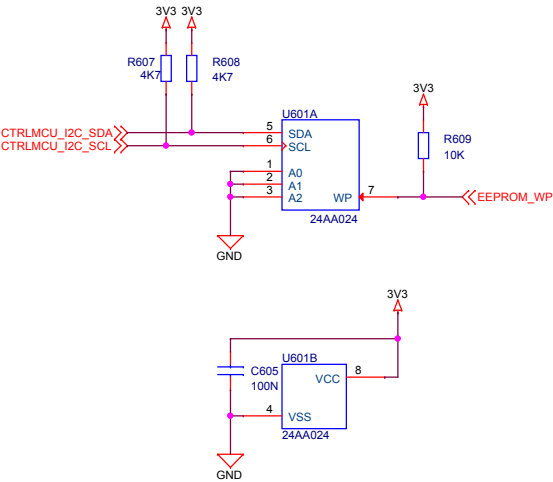 3V3 3V3
R607 R608
4K7 4K7
3V3
U601A
CTRLMCU_I2C_SDA 5 SDA
CTRLMCU_I2C_SCL 6 SCL
R609
10K
1 A0
2 A1
3 A2 WP 7 EEPROM_WP
24AA024
GND
3V3
U601B
C605 VCC 8
100N
4 VSS
24AA024
GND